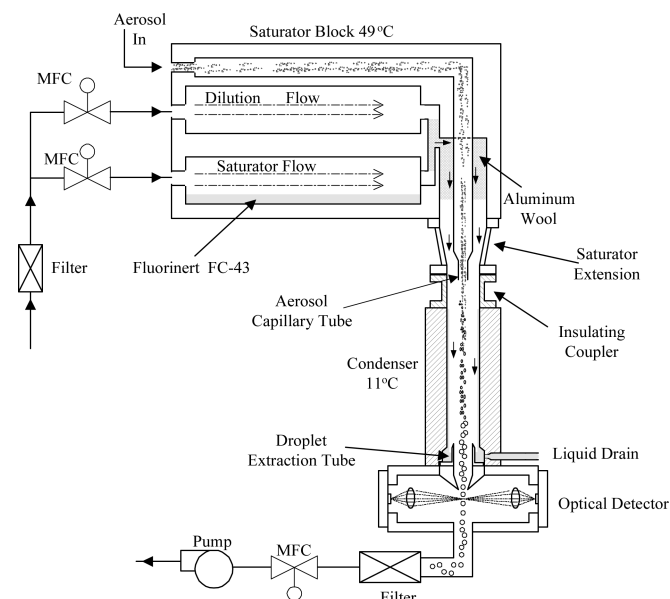 Aerosol
In
Saturator Block 49°C
MFC
Dilution Flow
MFC
Saturator Flow
Aluminum
Wool
Filter
Fluorinert FC-43
Saturator
Extension
Aerosol
Capillary Tube
Insulating
Coupler
Condenser
11°C
Droplet
Extraction Tube
Liquid Drain
Optical Detector
Pump
MFC
Filter